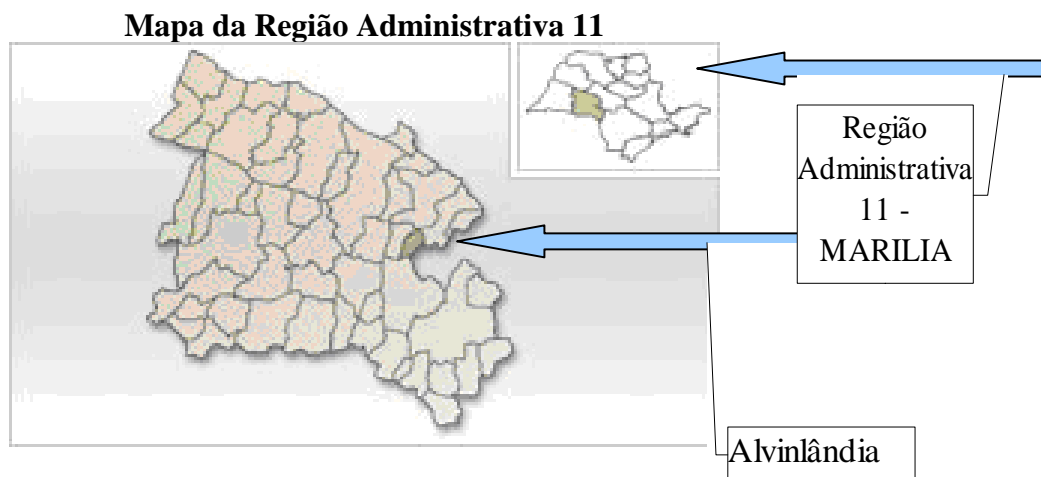 Mapa da Região Administrativa 11
Região
Administrativa
11 -
MARILIA
Alvinlândia